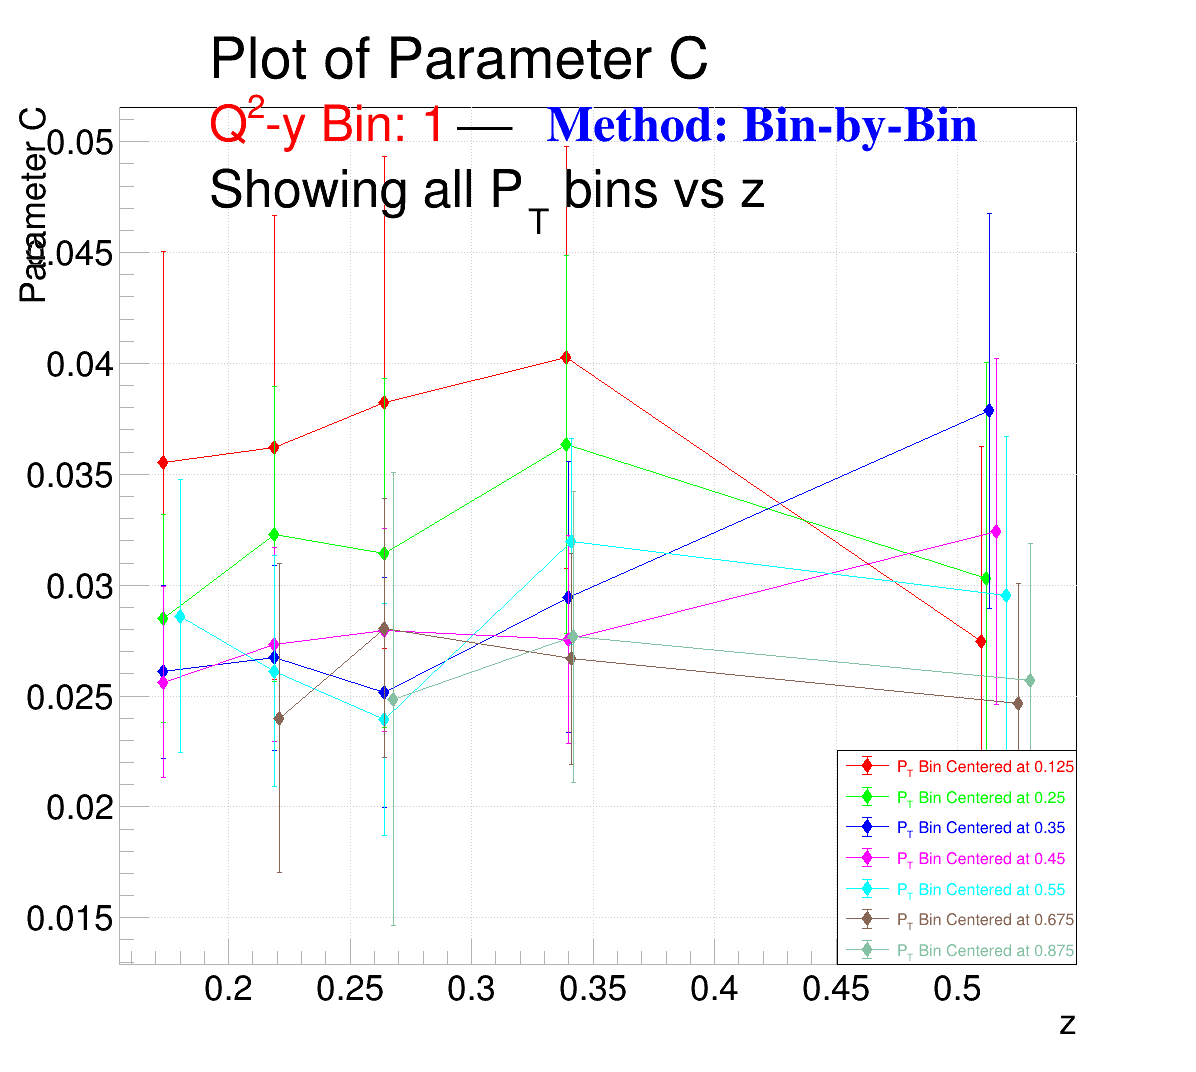 Plot of Parameter C
Q2-y Bin: 1 — Method: Bin-by-Bin
Showing all PT bins vs z
Parameter C
0.05
0.045
0.04
0.035
0.03
0.025
0.02
0.015
0.2 0.25 0.3 0.35 0.4 0.45 0.5
z
PT Bin Centered at 0.125
PT Bin Centered at 0.25
PT Bin Centered at 0.35
PT Bin Centered at 0.45
PT Bin Centered at 0.55
PT Bin Centered at 0.675
PT Bin Centered at 0.875